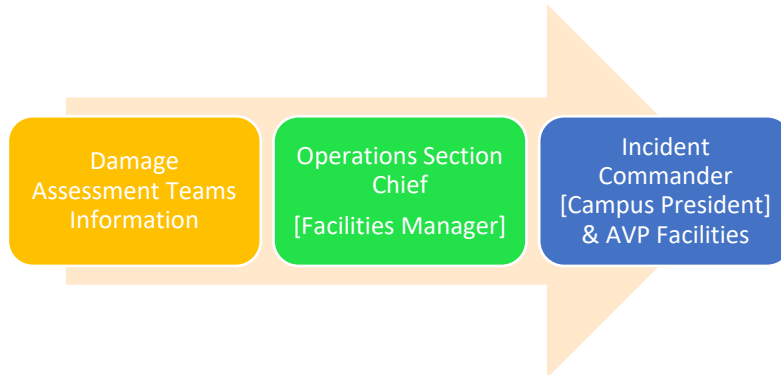 Damage
Assessment Teams
Information
Operations Section
Chief
[Facilities Manager]
Incident
Commander
[Campus President]
& AVP Facilities